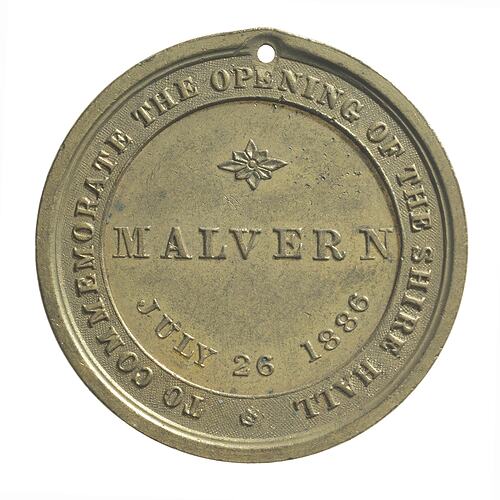 TO COMMEMORATE THE OPENING OF THE SHIRE HALL
MALVERN
JULY 26 1886